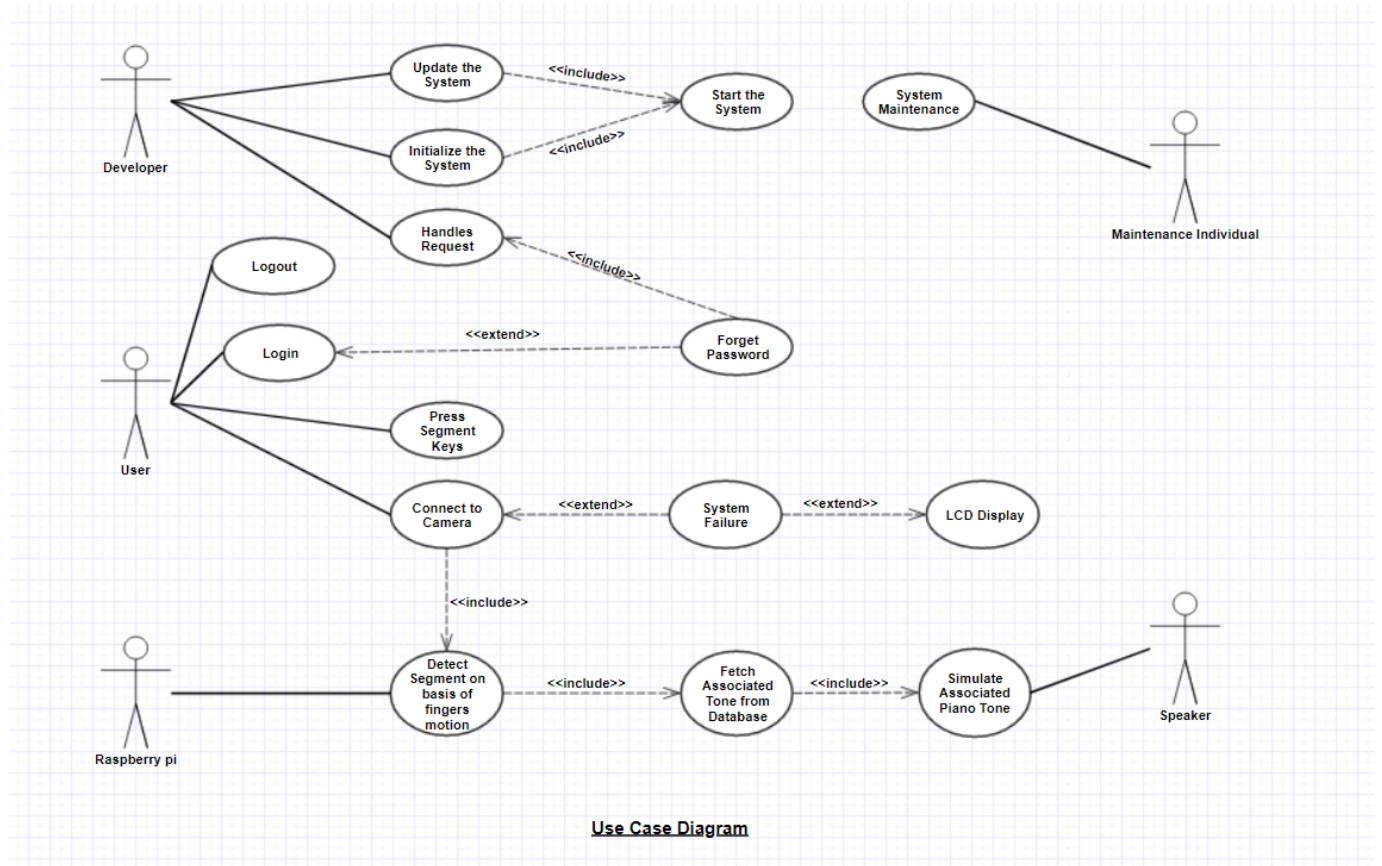 Update the
System
<<include>>
Start the
System
System
Maintenance
Developer
Initialize the
System
<<include>>
Handles
Request
<<include>>
Maintenance Individual
Logout
<<extend>>
Forget
Password
Login
User
Press
Segment
Keys
Connect to
Camera
<<extend>>
System
Failure
<<extend>>
LCD Display
<<include>>
Raspberry pi
Detect
Segment on
basis of
fingers
motion
<<include>>
Fetch
Associated
Tone from
Database
<<include>>
Simulate
Associated
Piano Tone
Speaker
Use Case Diagram